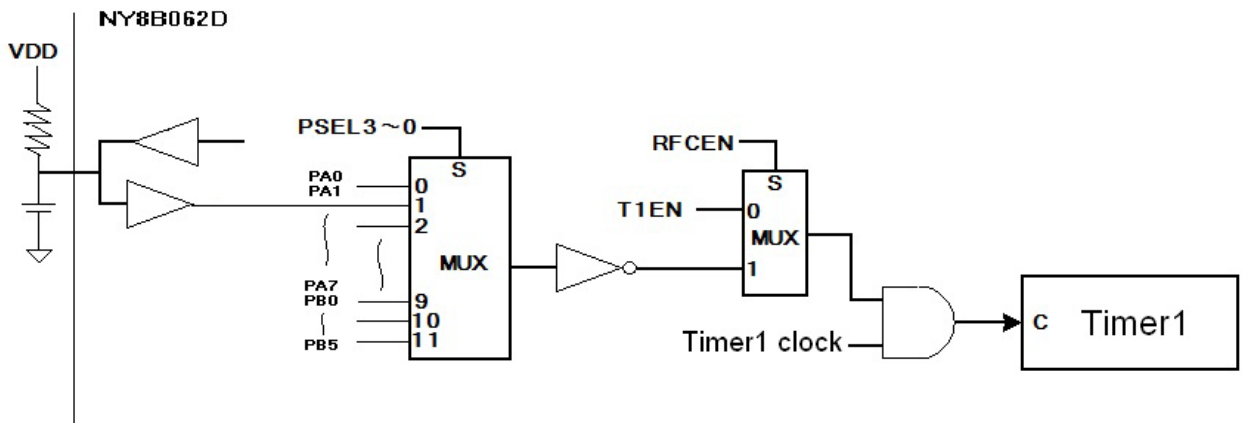 NY8B062D
VDD
PSEL3~0
S
RFCEN
S
PA0
0
PA1
1
T1EN
0
2
MUX
MUX
1
PA7
PB0
9
10
PB5
11
C
Timer1
Timer1 clock